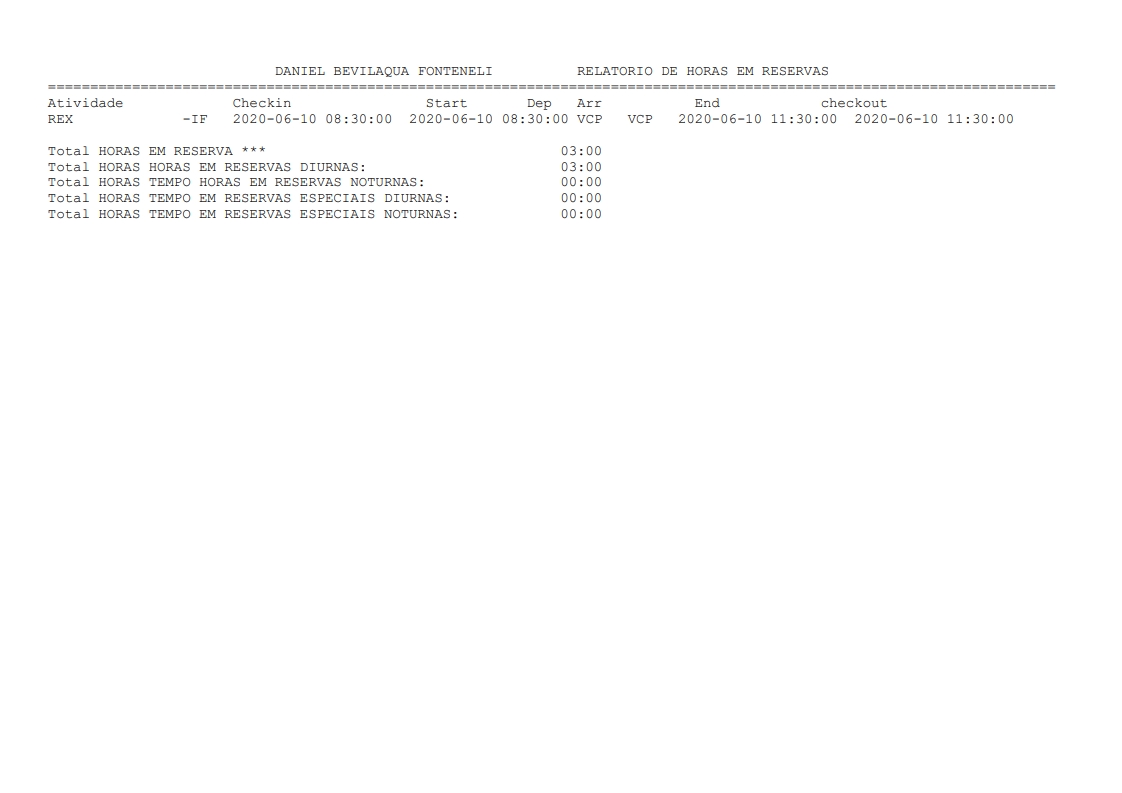 DANIEL BEVILAQUA FONTENELI RELATORIO DE HORAS EM RESERVAS
========================================================================================================================
Atividade Checkin Start Dep Arr End checkout
REX -IF 2020-06-10 08:30:00 2020-06-10 08:30:00 VCP VCP 2020-06-10 11:30:00 2020-06-10 11:30:00
Total HORAS EM RESERVA *** 03:00
Total HORAS HORAS EM RESERVAS DIURNAS: 03:00
Total HORAS TEMPO HORAS EM RESERVAS NOTURNAS: 00:00
Total HORAS TEMPO EM RESERVAS ESPECIAIS DIURNAS: 00:00
Total HORAS TEMPO EM RESERVAS ESPECIAIS NOTURNAS: 00:00